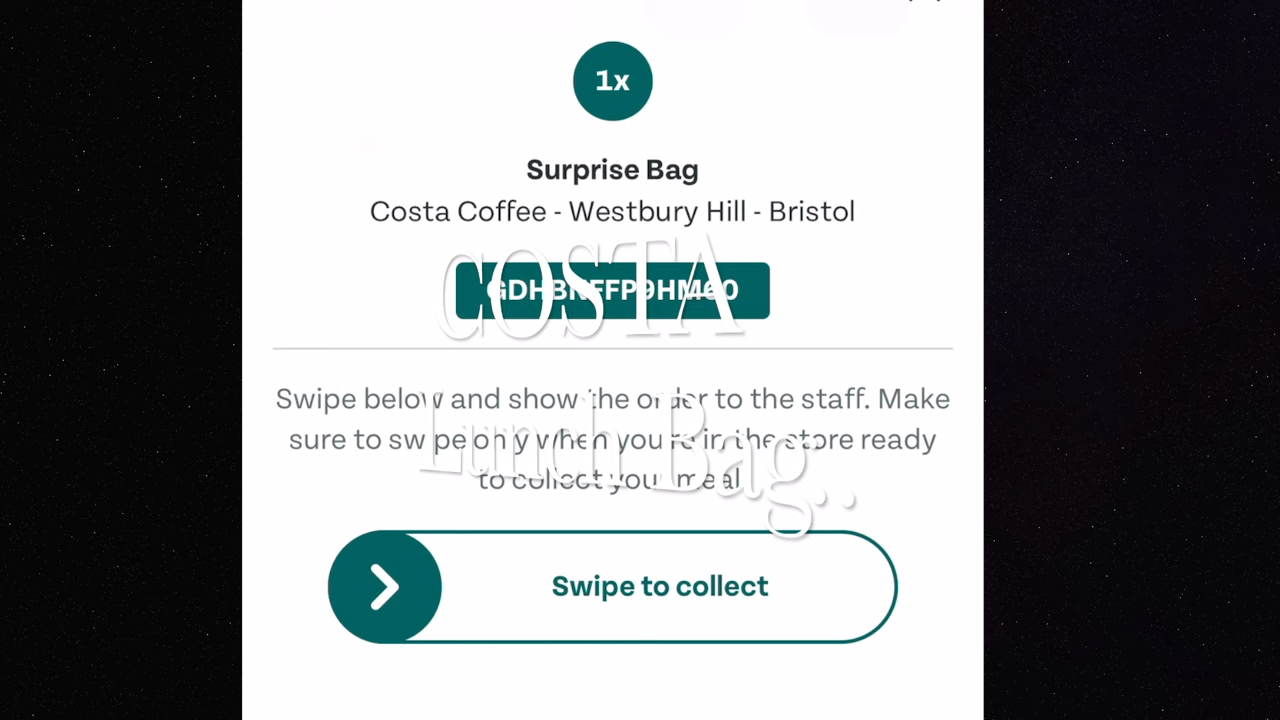 1x
Surprise Bag
Costa Coffee - Westbury Hill - Bristol
COSTA
Swipe below and show the order to the staff. Make
sure to swipe only when you're in the store ready
Lunch Bag..
to collect your meal
Swipe to collect